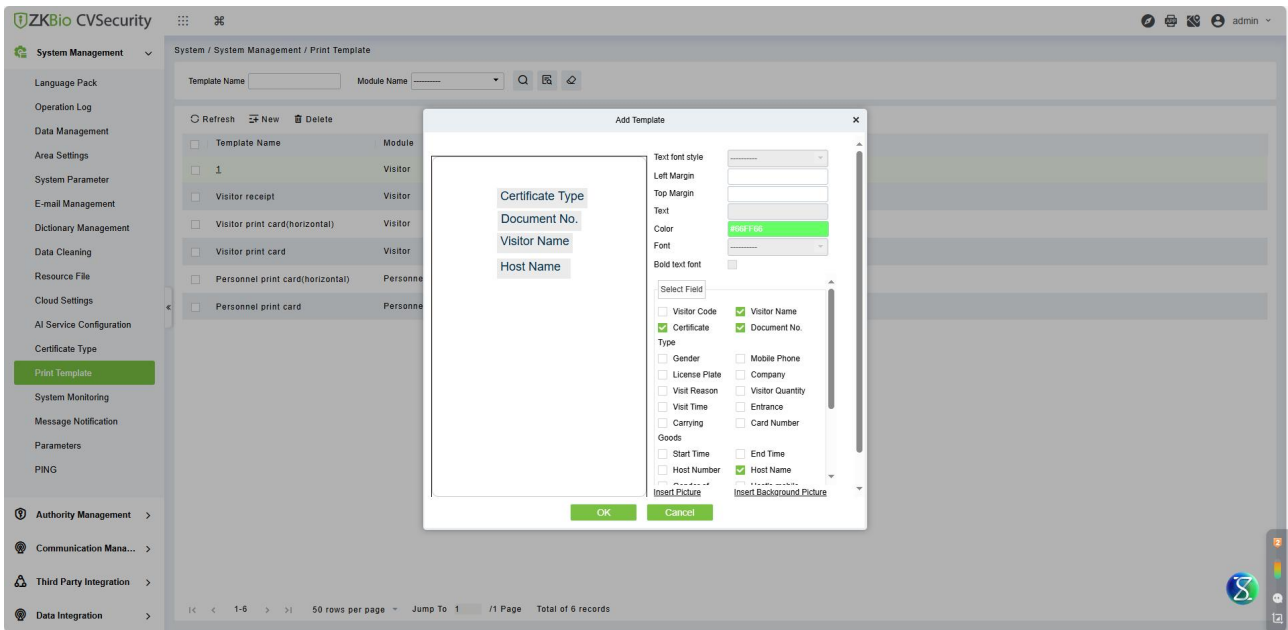 ZKBio CVSecurity
admin
System Management
Language Pack
Operation Log
Data Management
Area Settings
System Parameter
E-mail Management
Dictionary Management
Data Cleaning
Resource File
Cloud Settings
AI Service Configuration
Certificate Type
Print Template
System Monitoring
Message Notification
Parameters
PING
Authority Management
Communication Mana...
Third Party Integration
Data Integration
System / System Management / Print Template
Template Name Module Name ----------
Refresh New Delete
Template Name Module
1 Visitor
Visitor receipt Visitor
Visitor print card(horizontal) Visitor
Visitor print card Visitor
Personnel print card(horizontal) Personne
Personnel print card Personne
1-6 50 rows per page Jump To 1 /1 Page Total of 6 records
Add Template
Certificate Type
Document No.
Visitor Name
Host Name
Text font style ----------
Left Margin
Top Margin
Text
Color #66FF66
Font ----------
Bold text font
Select Field
Visitor Code Visitor Name
Certificate Document No.
Type
Gender Mobile Phone
License Plate Company
Visit Reason Visitor Quantity
Visit Time Entrance
Carrying Card Number
Goods
Start Time End Time
Host Number Host Name
Insert Picture Insert Background Picture
OK Cancel